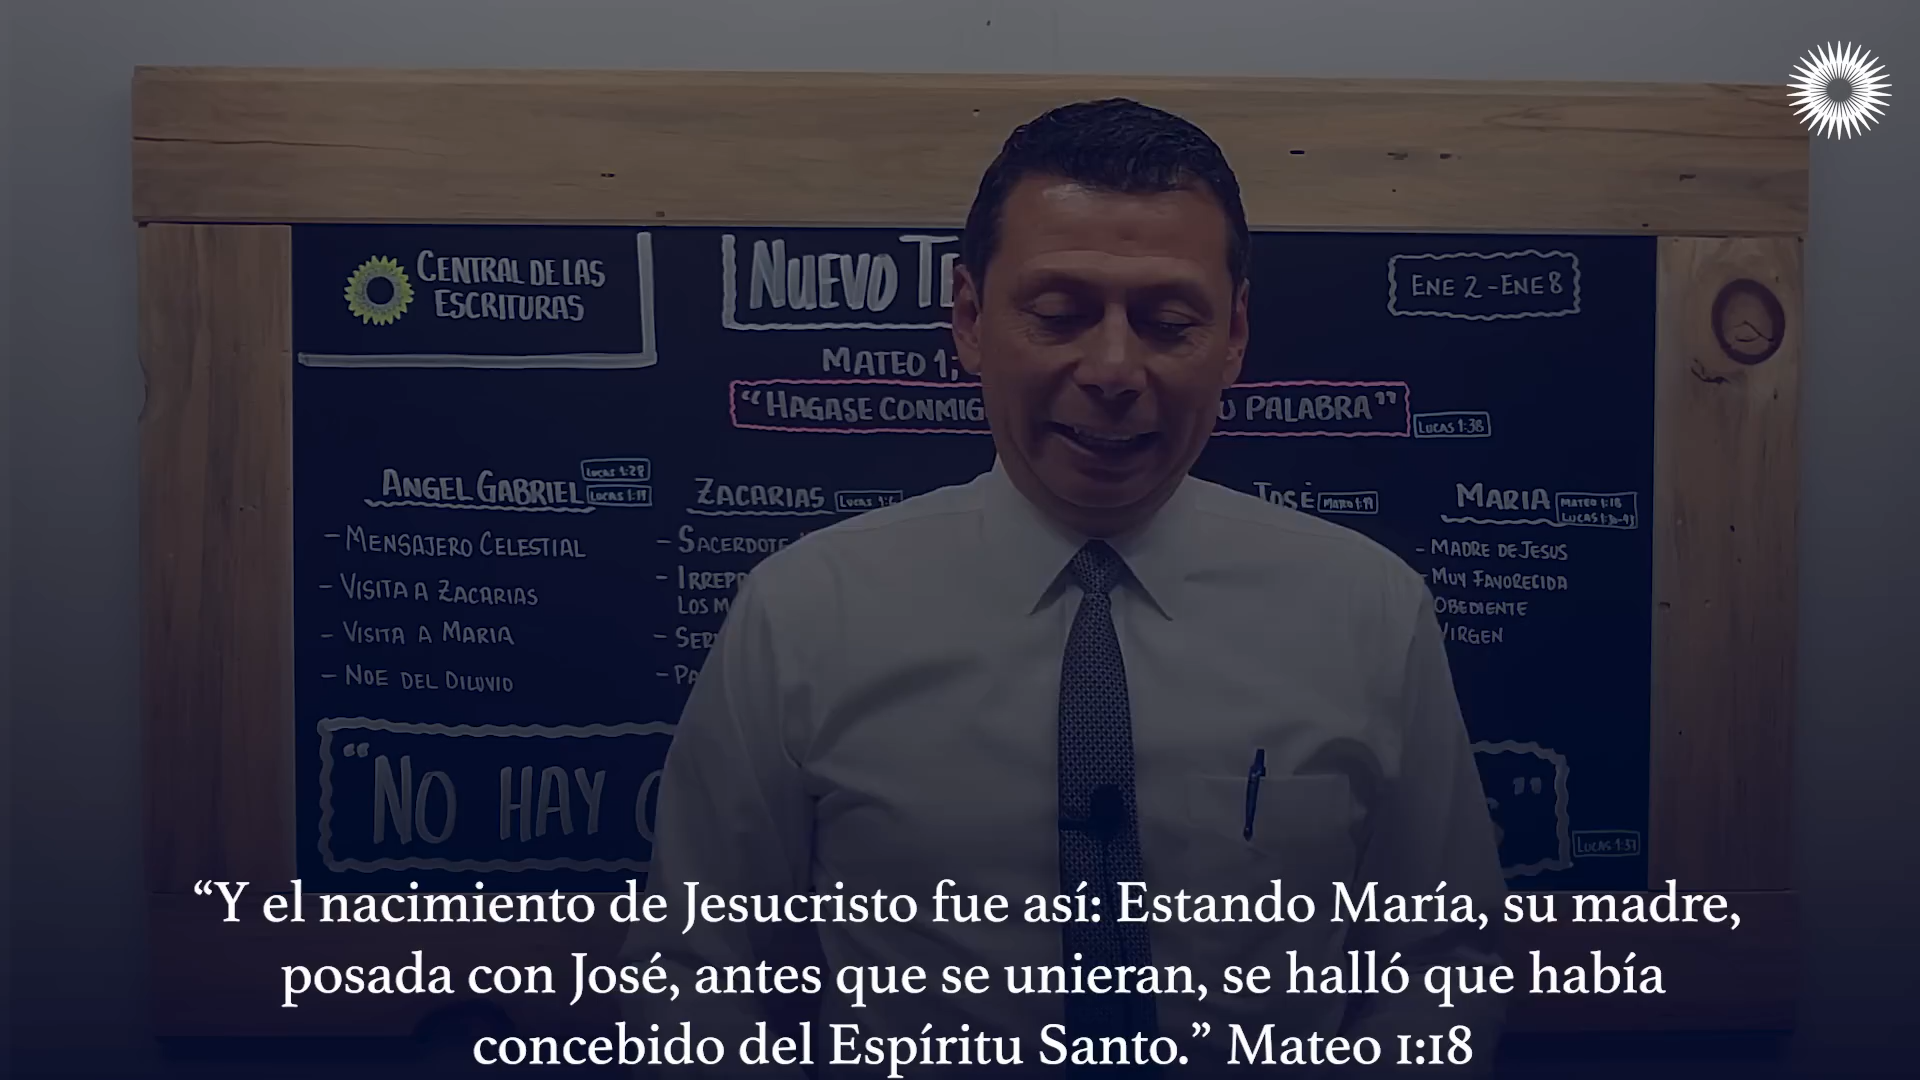 CENTRAL DE LAS
ESCRITURAS
NUEVO TE
ENE 2 - ENE 8
MATEO 1;
"HAGASE CONMIG U PALABRA"
LUCAS 1:38
ANGEL GABRIEL
LUCAS 1:28
LUCAS 1:19
- MENSAJERO CELESTIAL
- VISITA A ZACARIAS
- VISITA A MARIA
- NOE DEL DILUVIO
ZACARIAS
- SACERDOTE
- IRREPR
LOS M
- SER
- PA
JOSÉ
MATEO 1:19
MARIA
MATEO 1:18
- MADRE DE JESUS
- MUY FAVORECIDA
OBEDIENTE
VIRGEN
"NO HAY
"
LUCAS 1:37
“Y el nacimiento de Jesucristo fue así: Estando María, su madre,
posada con José, antes que se unieran, se halló que había
concebido del Espíritu Santo.” Mateo 1:18